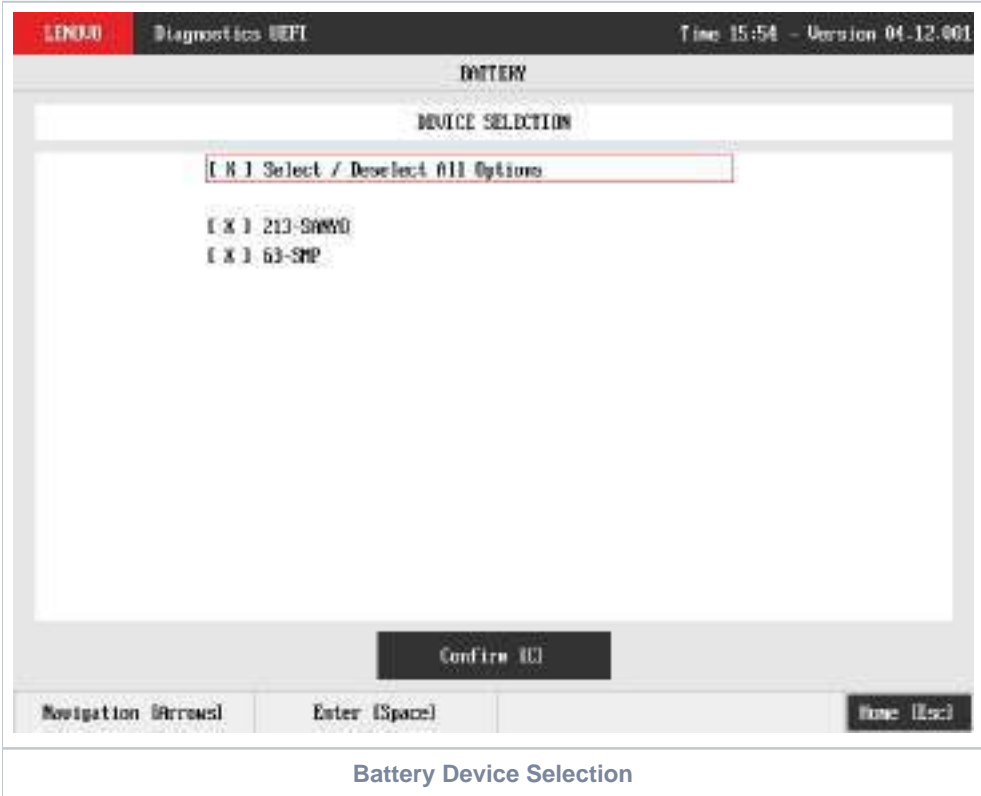 LENOVO Diagnostics UEFI Time 15:54 - Version 04.12.001
BATTERY
DEVICE SELECTION
[ X ] Select / Deselect All Options
[ X ] 213-SANYO
[ X ] 63-SMP
Confirm [C]
Navigation [Arrows] Enter [Space] Home [Esc]
Battery Device Selection